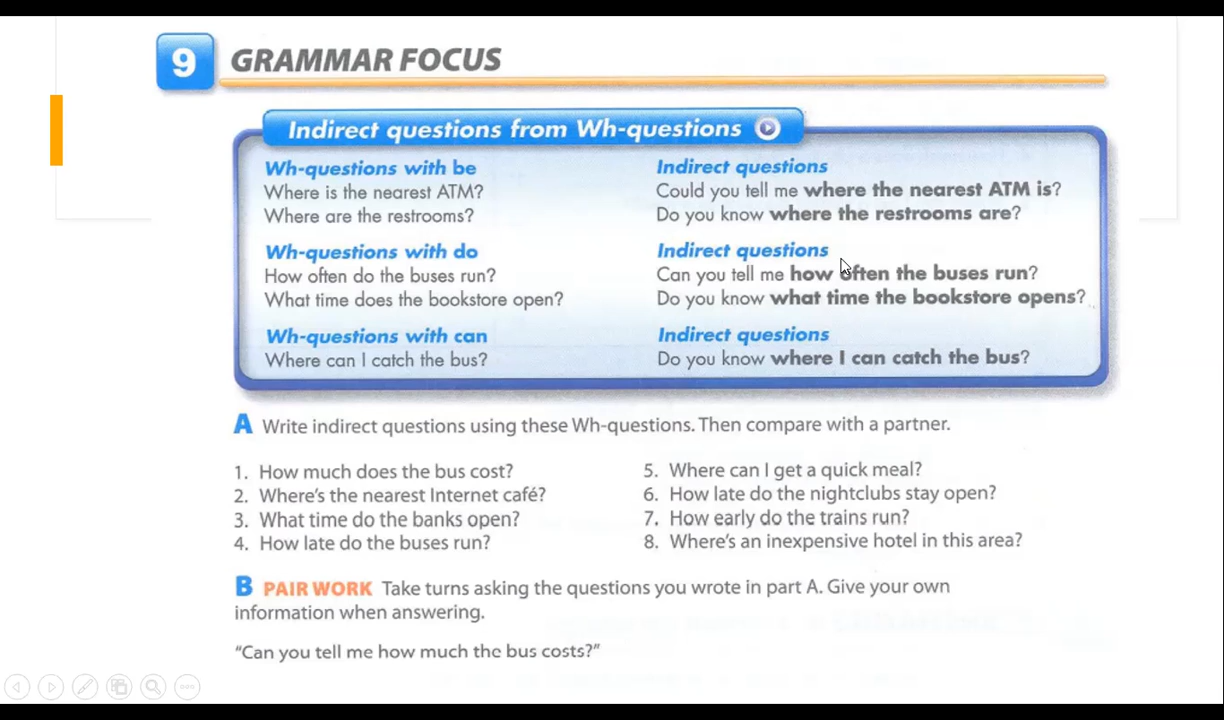 9 GRAMMAR FOCUS
Indirect questions from Wh-questions
Wh-questions with be
Where is the nearest ATM?
Where are the restrooms?
Indirect questions
Could you tell me where the nearest ATM is?
Do you know where the restrooms are?
Wh-questions with do
How often do the buses run?
What time does the bookstore open?
Indirect questions
Can you tell me how often the buses run?
Do you know what time the bookstore opens?
Wh-questions with can
Where can I catch the bus?
Indirect questions
Do you know where I can catch the bus?
A Write indirect questions using these Wh-questions. Then compare with a partner.
1. How much does the bus cost?
2. Where's the nearest Internet café?
3. What time do the banks open?
4. How late do the buses run?
5. Where can I get a quick meal?
6. How late do the nightclubs stay open?
7. How early do the trains run?
8. Where's an inexpensive hotel in this area?
B PAIR WORK Take turns asking the questions you wrote in part A. Give your own
information when answering.
"Can you tell me how much the bus costs?"